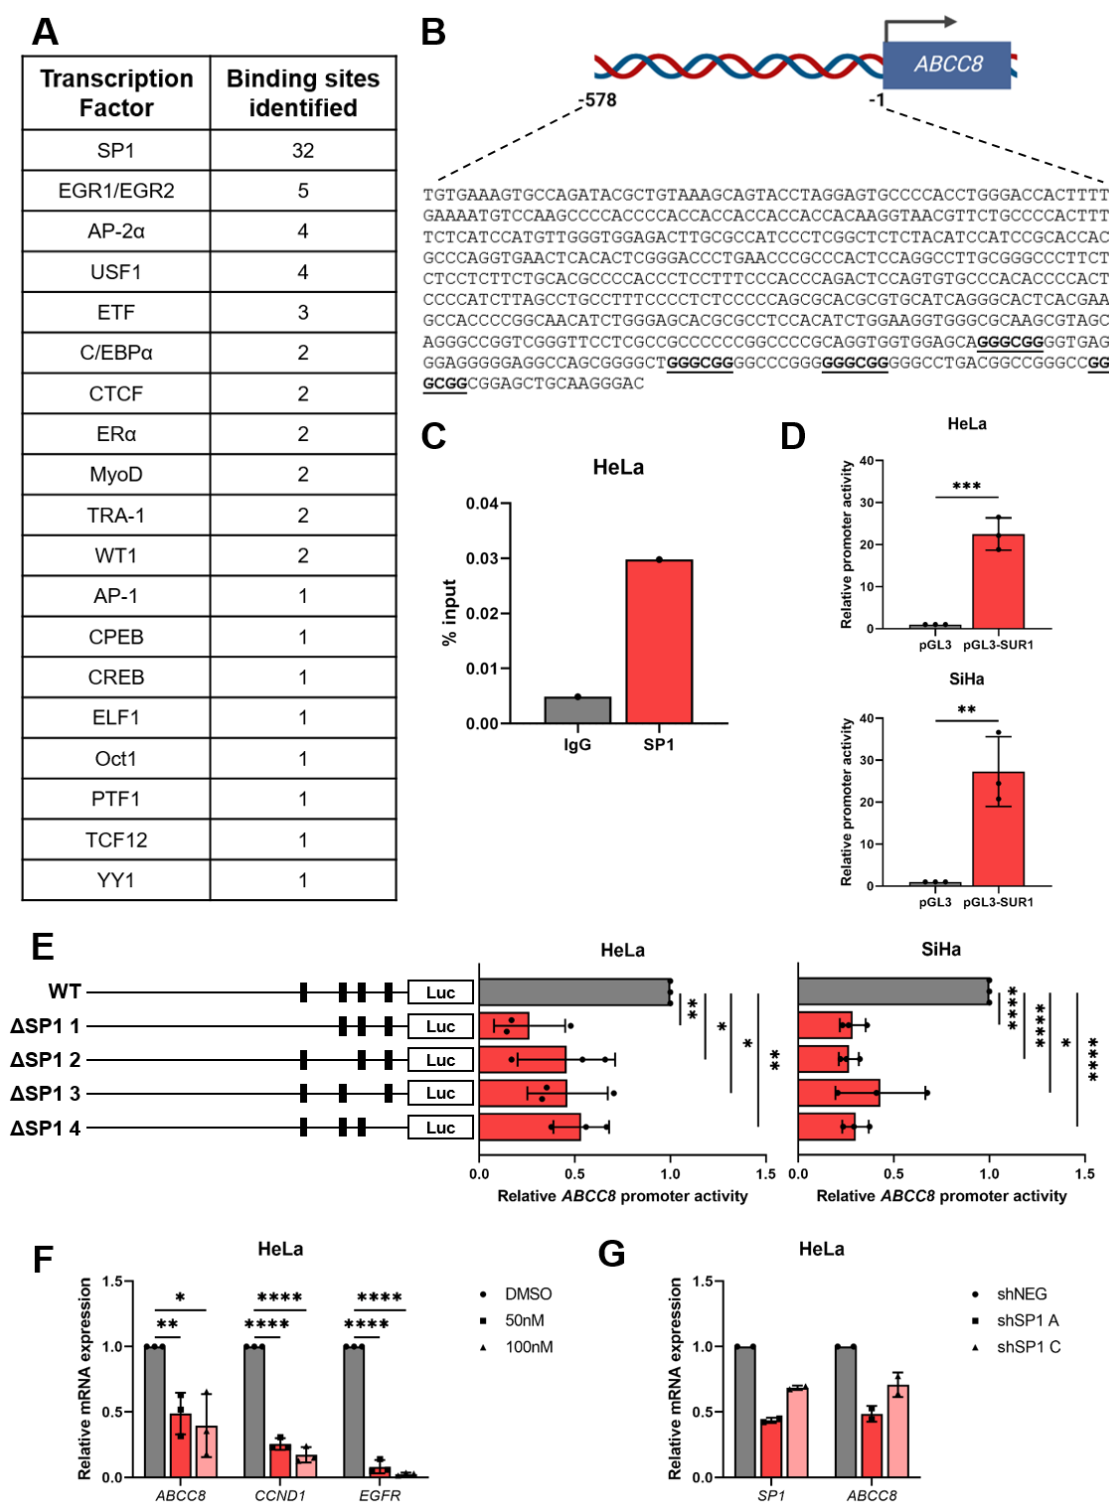 A
Transcription Factor	Binding sites identified
SP1	32
EGR1/EGR2	5
AP-2α	4
USF1	4
ETF	3
C/EBPα	2
CTCF	2
ERα	2
MyoD	2
TRA-1	2
WT1	2
AP-1	1
CPEB	1
CREB	1
ELF1	1
Oct1	1
PTF1	1
TCF12	1
YY1	1
B
ABCC8
-578
-1
TGTGAAAGTGCCAGATACGCTGTAAAGCAGTACCTAGGAGTGCCCCACCTGGGACCACTTTT
GAAAATGTCCAAGCCCCACCCCACCACCACCACCACCACAAGGTAACGTTCTGCCCCACTTT
TCTCATCCATGTTGGGTGGAGACTTGCGCCATCCCTCGGCTCTCTACATCCATCCGCACCAC
GCCCAGGTGAACTCACACTCGGGACCCTGAACCCGCCCACTCCAGGCCTTGCGGGCCCTTCT
CTCCTCTTCTGCACGCCCCACCCTCCTTTCCCACCCAGACTCCAGTGTGCCCACACCCCACT
CCCCATCTTAGCCTGCCTTTCCCCTCTCCCCCAGCGCACGCGTGCATCAGGGCACTCACGAA
GCCACCCCGGCAACATCTGGGAGCACGCGCCTCCACATCTGGAAGGTGGGCGCAAGCGTAGC
AGGGCCGGTCGGGTTCCTCGCCGCCCCCCGGCCCCGCAGGTGGTGGAGCAGGGCGGGGTGAG
GGAGGGGGAGGCCAGCGGGGCTGGGCGGGGCCCGGGGGGCGGGGGCCTGACGGCCGGGCCGG
GCGGCGGAGCTGCAAGGGAC
C
HeLa
% input
0.04
0.03
0.02
0.01
0.00
IgG	SP1
D
HeLa
Relative promoter activity
40
30
20
10
0
***
pGL3	pGL3-SUR1
SiHa
Relative promoter activity
40
30
20
10
0
**
pGL3	pGL3-SUR1
E
WT	Luc
ΔSP1 1	Luc
ΔSP1 2	Luc
ΔSP1 3	Luc
ΔSP1 4	Luc
HeLa
**
*
*
**
0.0	0.5	1.0	1.5
Relative ABCC8 promoter activity
SiHa
****
****
*
****
0.0	0.5	1.0	1.5
Relative ABCC8 promoter activity
F
HeLa
Relative mRNA expression
1.5
1.0
0.5
0.0
*	****	****
**	****	****
ABCC8	CCND1	EGFR
DMSO
50nM
100nM
G
HeLa
Relative mRNA expression
1.5
1.0
0.5
0.0
SP1	ABCC8
shNEG
shSP1 A
shSP1 C